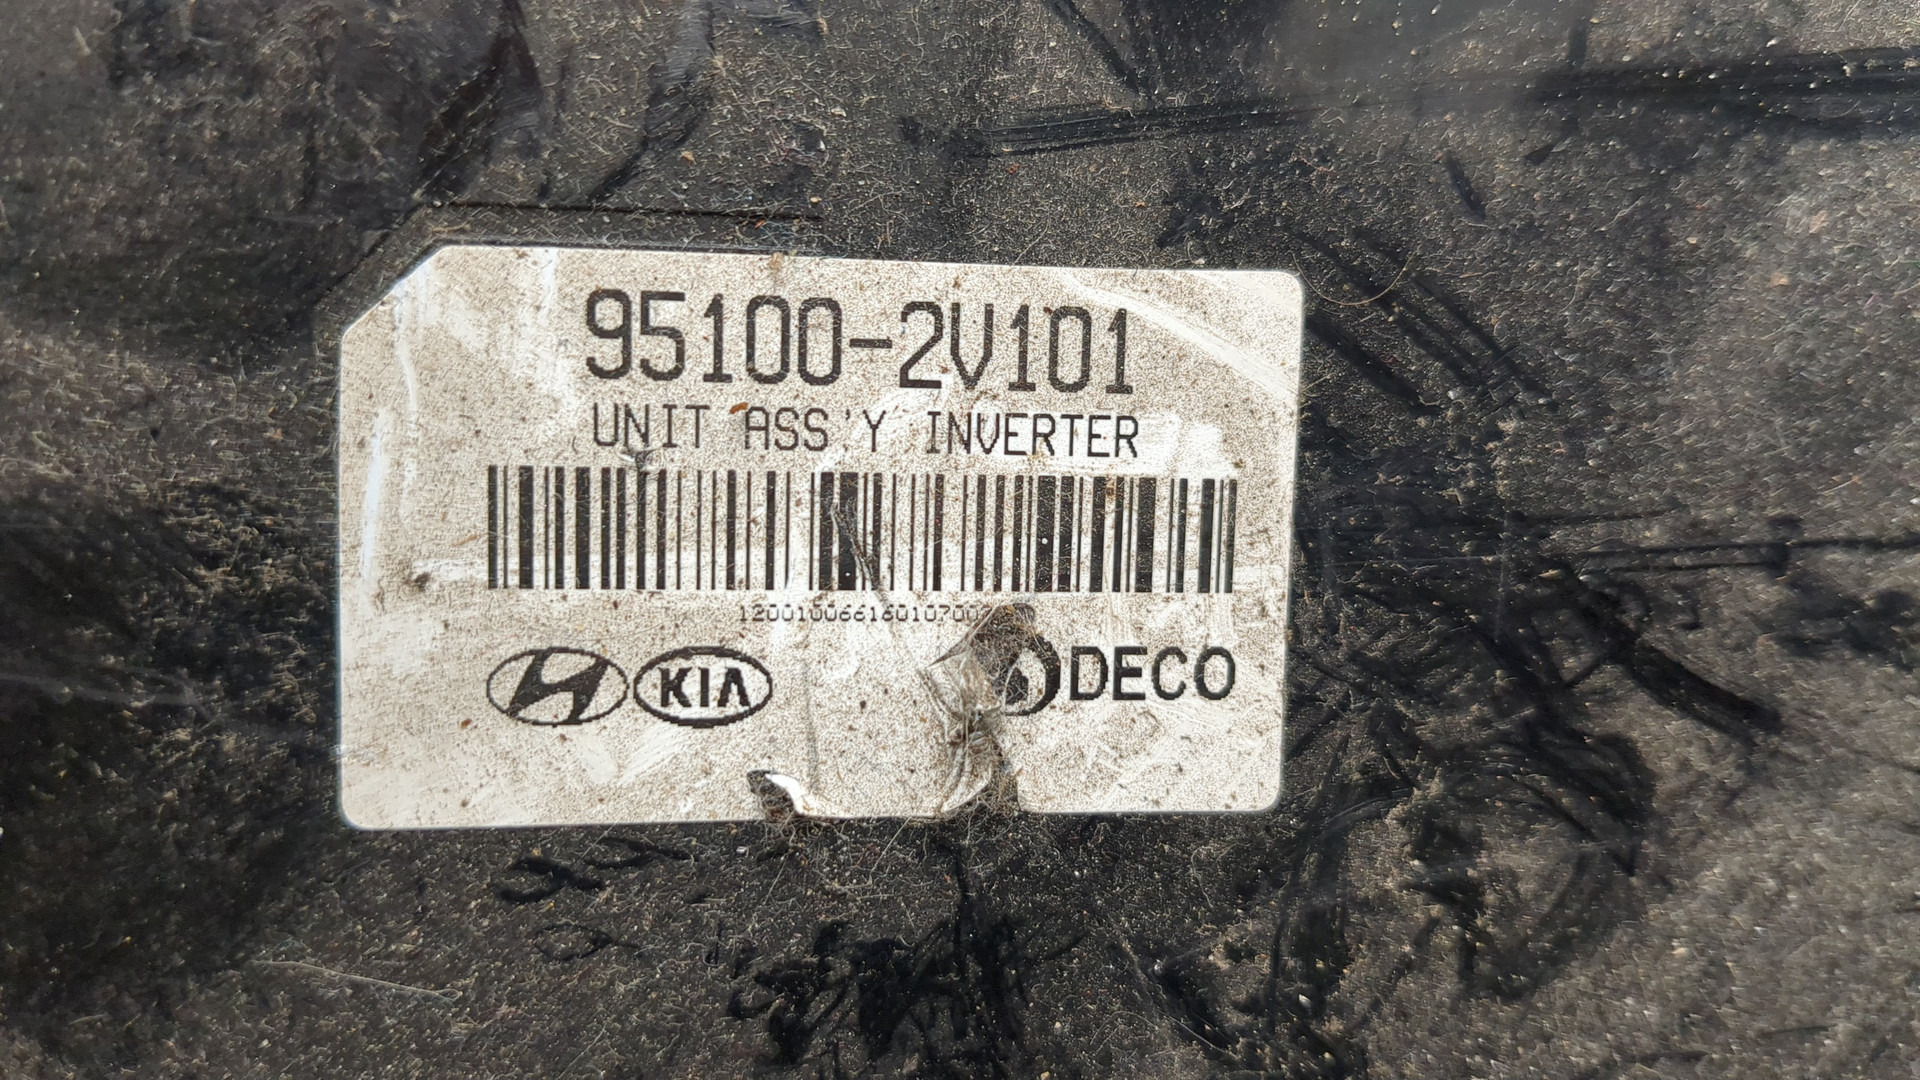 95100-2V101
UNIT ASS'Y INVERTER
KIA
DECO